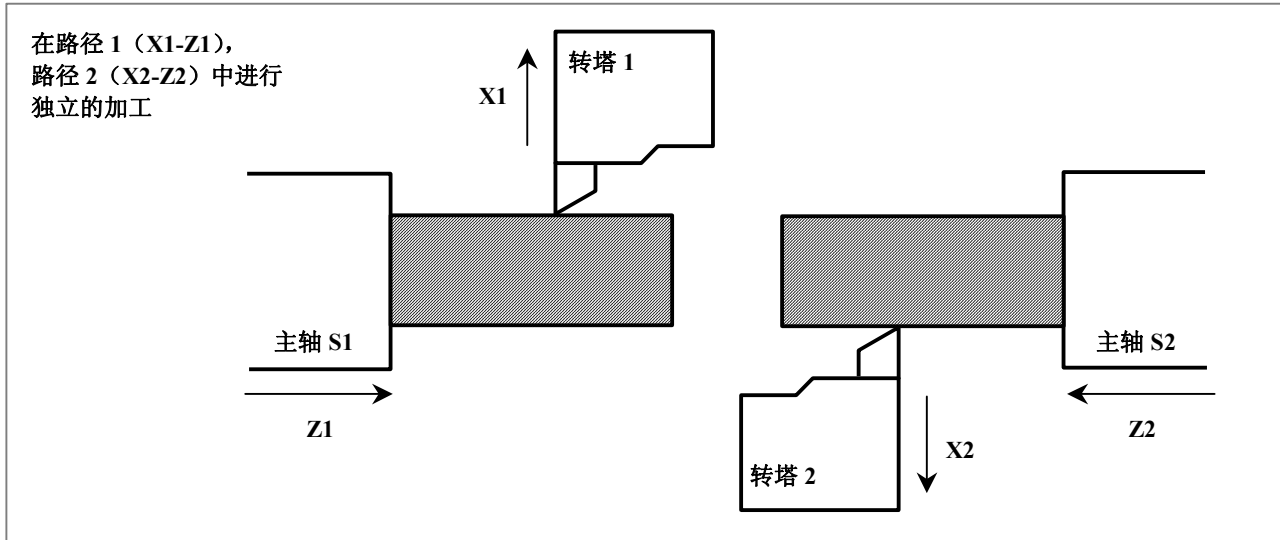 在路径 1（X1-Z1），
路径 2（X2-Z2）中进行
独立的加工
转塔 1
X1
主轴 S1
主轴 S2
Z1
Z2
X2
转塔 2